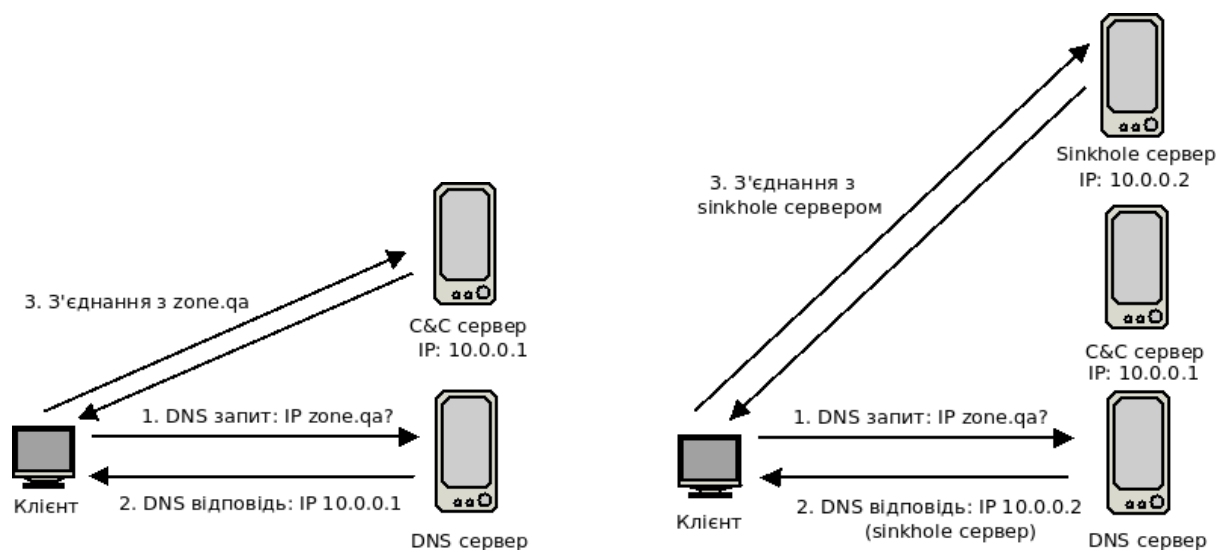 3. З'єднання з zone.qa
C&C сервер
IP: 10.0.0.1
1. DNS запит: IP zone.qa?
2. DNS відповідь: IP 10.0.0.1
Клієнт
DNS сервер
Sinkhole сервер
IP: 10.0.0.2
3. З'єднання з
sinkhole сервером
C&C сервер
IP: 10.0.0.1
1. DNS запит: IP zone.qa?
2. DNS відповідь: IP 10.0.0.2
(sinkhole сервер)
Клієнт
DNS сервер